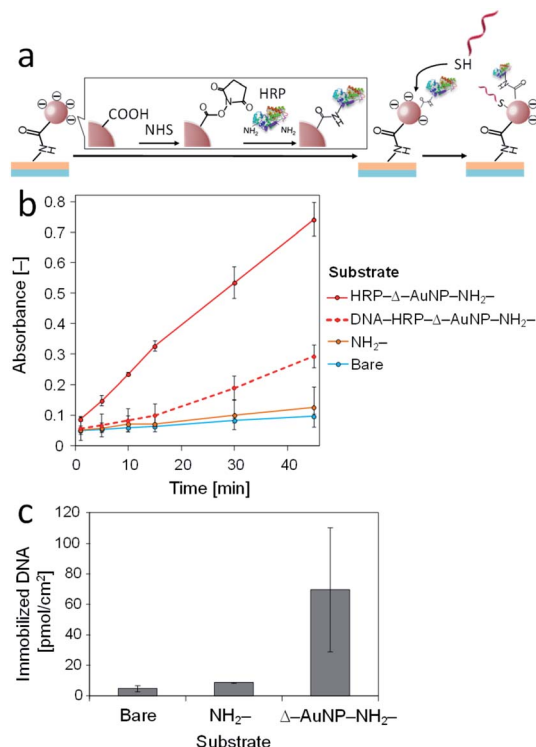 a
SH
COOH
NHS
O
N
O
O
O
HRP
NH₂
NH₂
O
N
H
O
N
H
O
N
H
S
O
N
H
b
Absorbance [–]
0.8
0.7
0.6
0.5
0.4
0.3
0.2
0.1
0
0
10
20
30
40
Time [min]
Substrate
HRP–Δ–AuNP–NH₂–
DNA–HRP–Δ–AuNP–NH₂–
NH₂–
Bare
c
Immobilized DNA
[pmol/cm²]
120
100
80
60
40
20
0
Bare
NH₂–
Δ–AuNP–NH₂–
Substrate